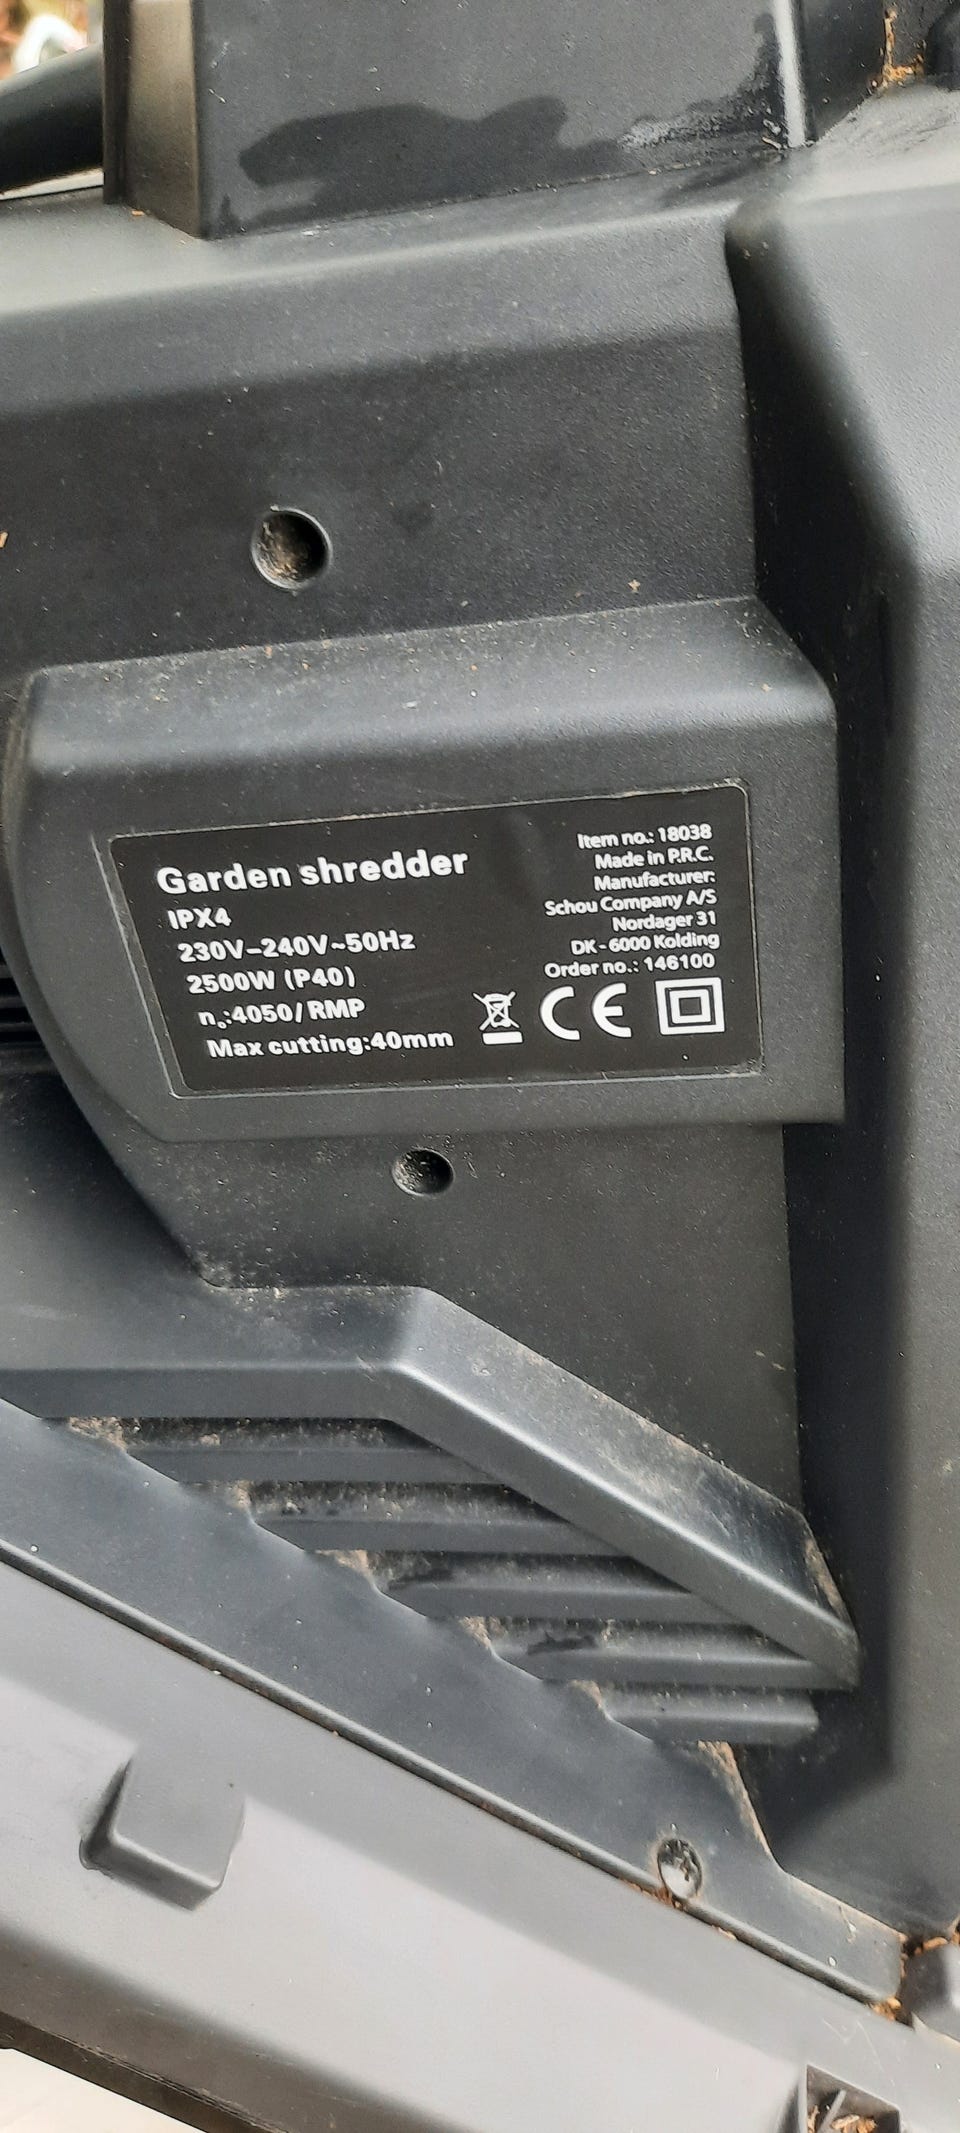 Garden shredder
IPX4
230V-240V~50Hz
2500W (P40)
n₀:4050/RMP
Max cutting:40mm
Item no.: 18038
Made in P.R.C.
Manufacturer:
Schou Company A/S
Nordager 31
DK - 6000 Kolding
Order no.: 146100
CE